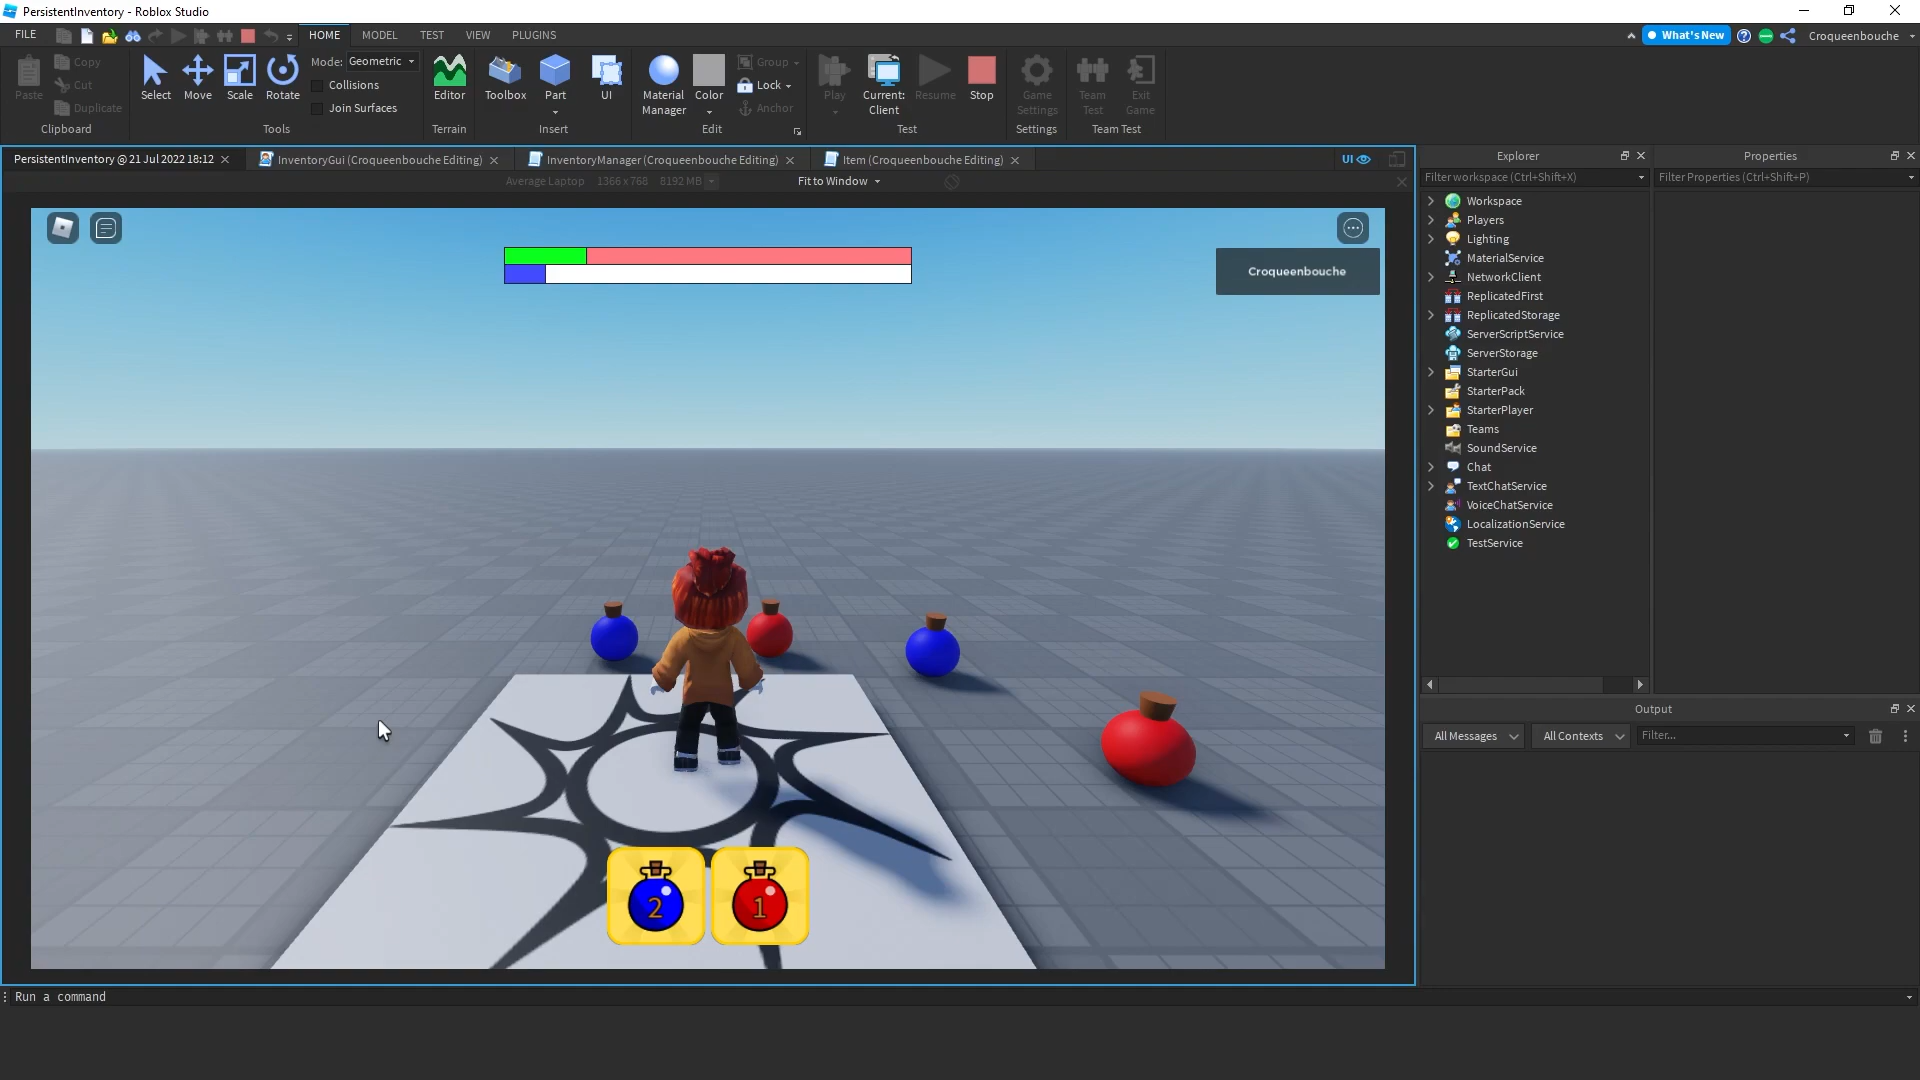 PersistentInventory - Roblox Studio
FILE
HOME
MODEL
TEST
VIEW
PLUGINS
What's New
Croqueenbouche
Paste
Copy
Cut
Duplicate
Clipboard
Select
Move
Scale
Rotate
Mode: Geometric
Collisions
Join Surfaces
Tools
Editor
Terrain
Toolbox
Part
UI
Insert
Material Manager
Color
Group
Lock
Anchor
Edit
Play
Current: Client
Resume
Stop
Test
Game Settings
Settings
Team Test
Exit Game
Team Test
PersistentInventory @ 21 Jul 2022 18:12
InventoryGui (Croqueenbouche Editing)
InventoryManager (Croqueenbouche Editing)
Item (Croqueenbouche Editing)
UI
Average Laptop 1366 x 768 8192 MB
Fit to Window
Croqueenbouche
2
1
Explorer
Filter workspace (Ctrl+Shift+X)
Workspace
Players
Lighting
MaterialService
NetworkClient
ReplicatedFirst
ReplicatedStorage
ServerScriptService
ServerStorage
StarterGui
StarterPack
StarterPlayer
Teams
SoundService
Chat
TextChatService
VoiceChatService
LocalizationService
TestService
Properties
Filter Properties (Ctrl+Shift+P)
Output
All Messages
All Contexts
Filter...
Run a command